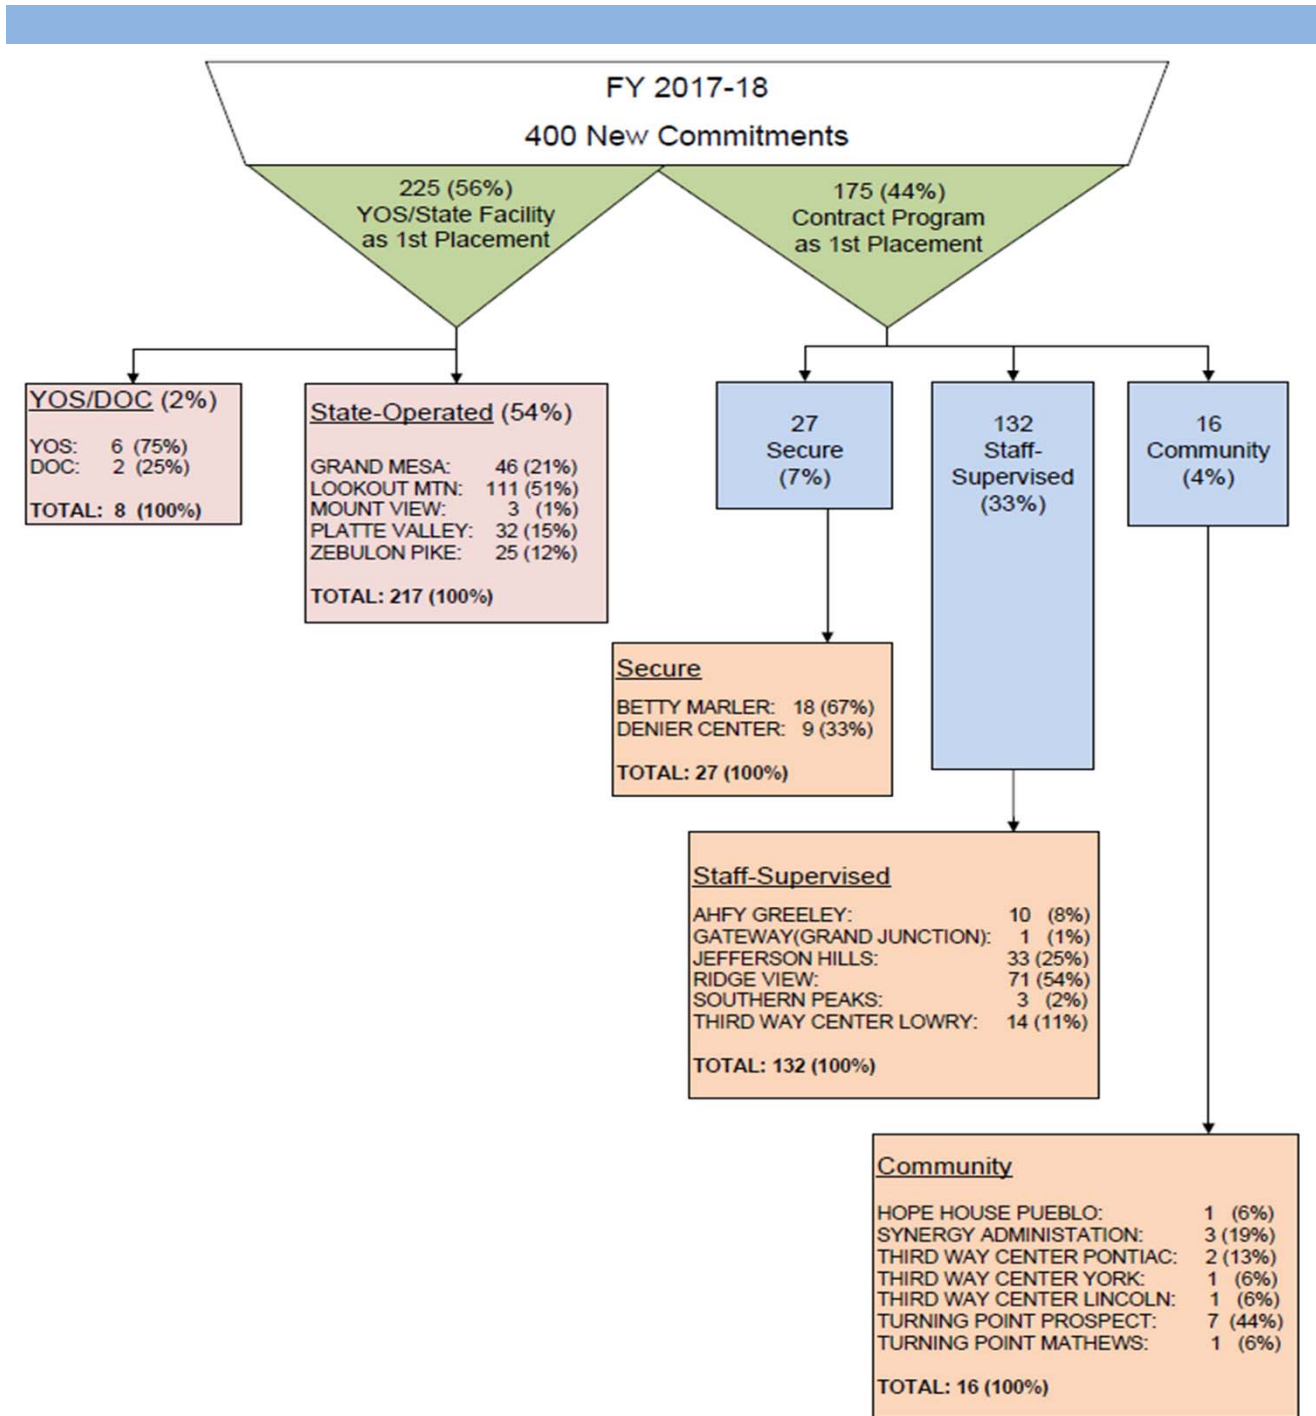 FY 2017-18
400 New Commitments
225 (56%)
YOS/State Facility
as 1st Placement
175 (44%)
Contract Program
as 1st Placement
YOS/DOC (2%)
YOS: 6 (75%)
DOC: 2 (25%)
TOTAL: 8 (100%)
State-Operated (54%)
GRAND MESA: 46 (21%)
LOOKOUT MTN: 111 (51%)
MOUNT VIEW: 3 (1%)
PLATTE VALLEY: 32 (15%)
ZEBULON PIKE: 25 (12%)
TOTAL: 217 (100%)
27
Secure
(7%)
132
Staff-
Supervised
(33%)
16
Community
(4%)
Secure
BETTY MARLER: 18 (67%)
DENIER CENTER: 9 (33%)
TOTAL: 27 (100%)
Staff-Supervised
AHFY GREELEY: 10 (8%)
GATEWAY(GRAND JUNCTION): 1 (1%)
JEFFERSON HILLS: 33 (25%)
RIDGE VIEW: 71 (54%)
SOUTHERN PEAKS: 3 (2%)
THIRD WAY CENTER LOWRY: 14 (11%)
TOTAL: 132 (100%)
Community
HOPE HOUSE PUEBLO: 1 (6%)
SYNERGY ADMINISTATION: 3 (19%)
THIRD WAY CENTER PONTIAC: 2 (13%)
THIRD WAY CENTER YORK: 1 (6%)
THIRD WAY CENTER LINCOLN: 1 (6%)
TURNING POINT PROSPECT: 7 (44%)
TURNING POINT MATHEWS: 1 (6%)
TOTAL: 16 (100%)